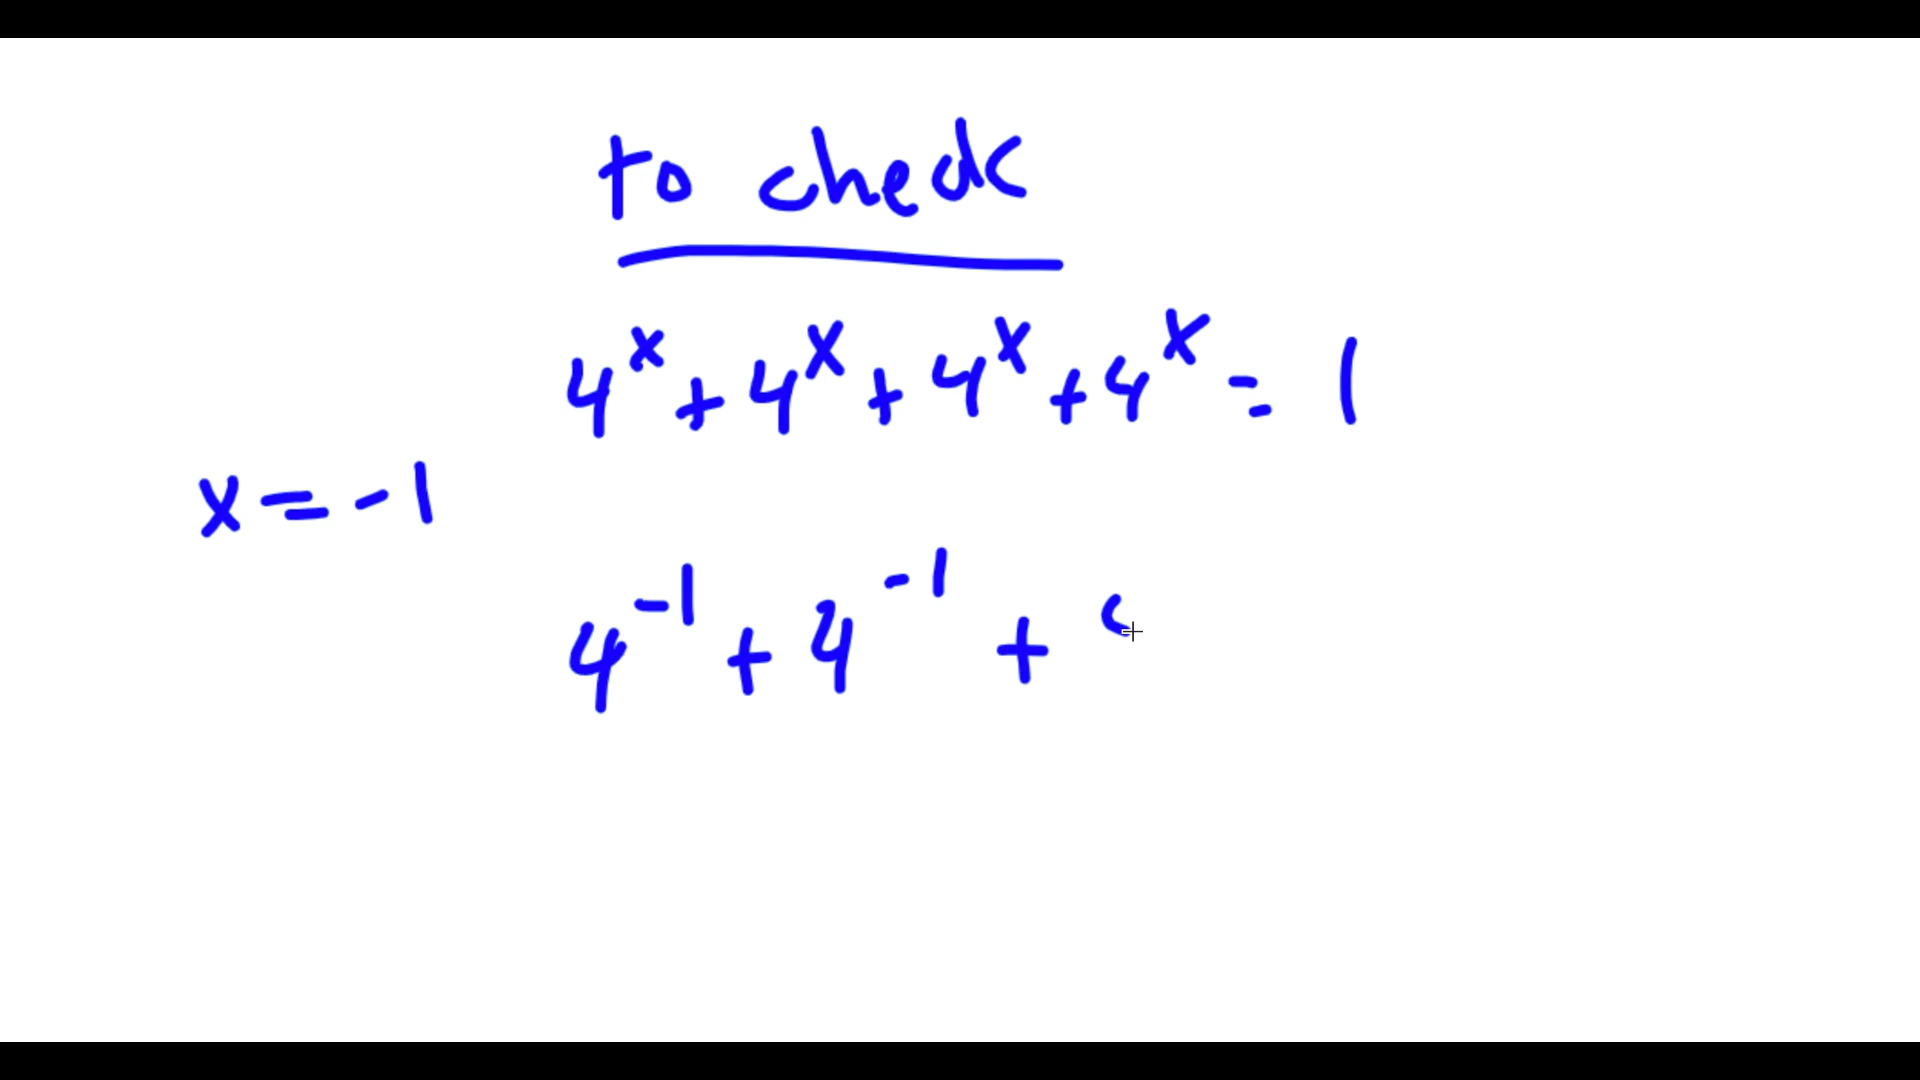 to check
4^x + 4^x + 4^x + 4^x = 1
x = -1
4^-1 + 4^-1 +